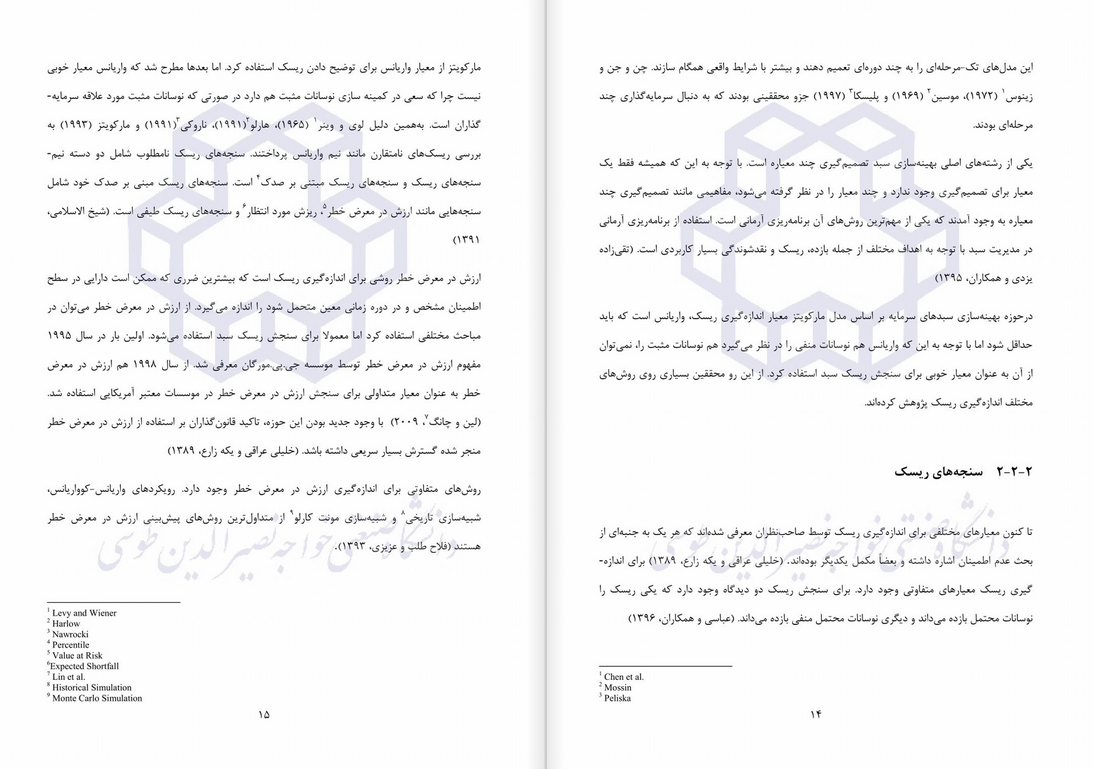 این مدل‌های تک-مرحله‌ای را به چند دوره‌ای تعمیم دهند و بیشتر با شرایط واقعی همگام سازند. چن و جن و
زینوس۱ (۱۹۷۲)، موسین۲ (۱۹۶۹) و پلیسکا۳ (۱۹۹۷) جزو محققینی بودند که به دنبال سرمایه‌گذاری چند
مرحله‌ای بودند.
یکی از رشته‌های اصلی بهینه‌سازی سبد تصمیم‌گیری چند معیاره است. با توجه به این که همیشه فقط یک
معیار برای تصمیم‌گیری وجود ندارد و چند معیار را در نظر گرفته می‌شود، مفاهیمی مانند تصمیم‌گیری چند
معیاره به وجود آمدند که یکی از مهم‌ترین روش‌های آن برنامه‌ریزی آرمانی است. استفاده از برنامه‌ریزی آرمانی
در مدیریت سبد با توجه به اهداف مختلف از جمله بازده، ریسک و نقدشوندگی بسیار کاربردی است. (تقی‌زاده
یزدی و همکاران، ۱۳۹۵)
درحوزه بهینه‌سازی سبدهای سرمایه بر اساس مدل مارکویتز معیار اندازه‌گیری ریسک، واریانس است که باید
حداقل شود اما با توجه به این که واریانس هم نوسانات منفی را در نظر می‌گیرد هم نوسانات مثبت را، نمی‌توان
از آن به عنوان معیار خوبی برای سنجش ریسک سبد استفاده کرد. از این رو محققین بسیاری روی روش‌های
مختلف اندازه‌گیری ریسک پژوهش کرده‌اند.
۲-۲-۲ سنجه‌های ریسک
تا کنون معیارهای مختلفی برای اندازه‌گیری ریسک توسط صاحب‌نظران معرفی شده‌اند که هر یک به جنبه‌ای از
بحث عدم اطمینان اشاره داشته و بعضاً مکمل یکدیگر بوده‌اند. (خلیلی عراقی و یکه زارع، ۱۳۸۹) برای اندازه-
گیری ریسک معیارهای متفاوتی وجود دارد. برای سنجش ریسک دو دیدگاه وجود دارد که یکی ریسک را
نوسانات محتمل بازده می‌داند و دیگری نوسانات محتمل منفی بازده می‌داند. (عباسی و همکاران، ۱۳۹۶)
1 Chen et al.
2 Mossin
3 Peliska
۱۴
دانشگاه صنعتی خواجه نصیرالدین طوسی
مارکویتز از معیار واریانس برای توضیح دادن ریسک استفاده کرد. اما بعدها مطرح شد که واریانس معیار خوبی
نیست چرا که سعی در کمینه سازی نوسانات مثبت هم دارد در صورتی که نوسانات مثبت مورد علاقه سرمایه-
گذاران است. به‌همین دلیل لوی و وینر۱ (۱۹۶۵)، هارلو۲(۱۹۹۱)، ناروکی۳(۱۹۹۱) و مارکویتز (۱۹۹۳) به
بررسی ریسک‌های نامتقارن مانند نیم واریانس پرداختند. سنجه‌های ریسک نامطلوب شامل دو دسته نیم-
سنجه‌های ریسک و سنجه‌های ریسک مبتنی بر صدک۴ است. سنجه‌های ریسک مبنی بر صدک خود شامل
سنجه‌هایی مانند ارزش در معرض خطر۵، ریزش مورد انتظار۶ و سنجه‌های ریسک طیفی است. (شیخ الاسلامی،
۱۳۹۱)
ارزش در معرض خطر روشی برای اندازه‌گیری ریسک است که بیشترین ضرری که ممکن است دارایی در سطح
اطمینان مشخص و در دوره زمانی معین متحمل شود را اندازه می‌گیرد. از ارزش در معرض خطر می‌توان در
مباحث مختلفی استفاده کرد اما معمولا برای سنجش ریسک سبد استفاده می‌شود. اولین بار در سال ۱۹۹۵
مفهوم ارزش در معرض خطر توسط موسسه جی.پی.مورگان معرفی شد. از سال ۱۹۹۸ هم ارزش در معرض
خطر به عنوان معیار متداولی برای سنجش ارزش در معرض خطر در موسسات معتبر آمریکایی استفاده شد.
(لین و چانگ۷، ۲۰۰۹) با وجود جدید بودن این حوزه، تاکید قانون‌گذاران بر استفاده از ارزش در معرض خطر
منجر شده گسترش بسیار سریعی داشته باشد. (خلیلی عراقی و یکه زارع، ۱۳۸۹)
روش‌های متفاوتی برای اندازه‌گیری ارزش در معرض خطر وجود دارد. رویکردهای واریانس-کوواریانس،
شبیه‌سازی تاریخی۸ و شبیه‌سازی مونت کارلو۹ از متداول‌ترین روش‌های پیش‌بینی ارزش در معرض خطر
هستند (فلاح طلب و عزیزی، ۱۳۹۳).
1 Levy and Wiener
2 Harlow
3 Nawrocki
4 Percentile
5 Value at Risk
6Expected Shortfall
7 Lin et al.
8 Historical Simulation
9 Monte Carlo Simulation
۱۵
دانشگاه صنعتی خواجه نصیرالدین طوسی